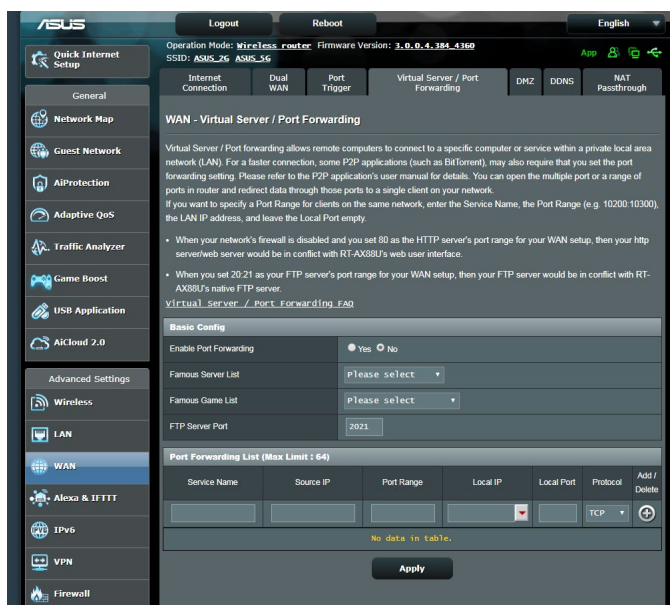 ASUS
Logout
Reboot
English
Quick Internet
Setup
Operation Mode: Wireless router Firmware Version: 3.0.0.4.384_4360
SSID: ASUS_2G ASUS_5G
App
General
Network Map
Guest Network
AiProtection
Adaptive QoS
Traffic Analyzer
Game Boost
USB Application
AiCloud 2.0
Advanced Settings
Wireless
LAN
WAN
Alexa & IFTTT
IPv6
VPN
Firewall
Internet
Connection
Dual
WAN
Port
Trigger
Virtual Server / Port
Forwarding
DMZ
DDNS
NAT
Passthrough
WAN - Virtual Server / Port Forwarding
Virtual Server / Port forwarding allows remote computers to connect to a specific computer or service within a private local area
network (LAN). For a faster connection, some P2P applications (such as BitTorrent), may also require that you set the port
forwarding setting. Please refer to the P2P application's user manual for details. You can open the multiple port or a range of
ports in router and redirect data through those ports to a single client on your network.
If you want to specify a Port Range for clients on the same network, enter the Service Name, the Port Range (e.g. 10200:10300),
the LAN IP address, and leave the Local Port empty.
• When your network's firewall is disabled and you set 80 as the HTTP server's port range for your WAN setup, then your http
server/web server would be in conflict with RT-AX88U's web user interface.
• When you set 20:21 as your FTP server's port range for your WAN setup, then your FTP server would be in conflict with RT-
AX88U's native FTP server.
Virtual Server / Port Forwarding FAQ
Basic Config
Enable Port Forwarding Yes No
Famous Server List Please select
Famous Game List Please select
FTP Server Port 2021
Port Forwarding List (Max Limit : 64)
Service Name Source IP Port Range Local IP Local Port Protocol Add /
Delete
TCP
No data in table.
Apply